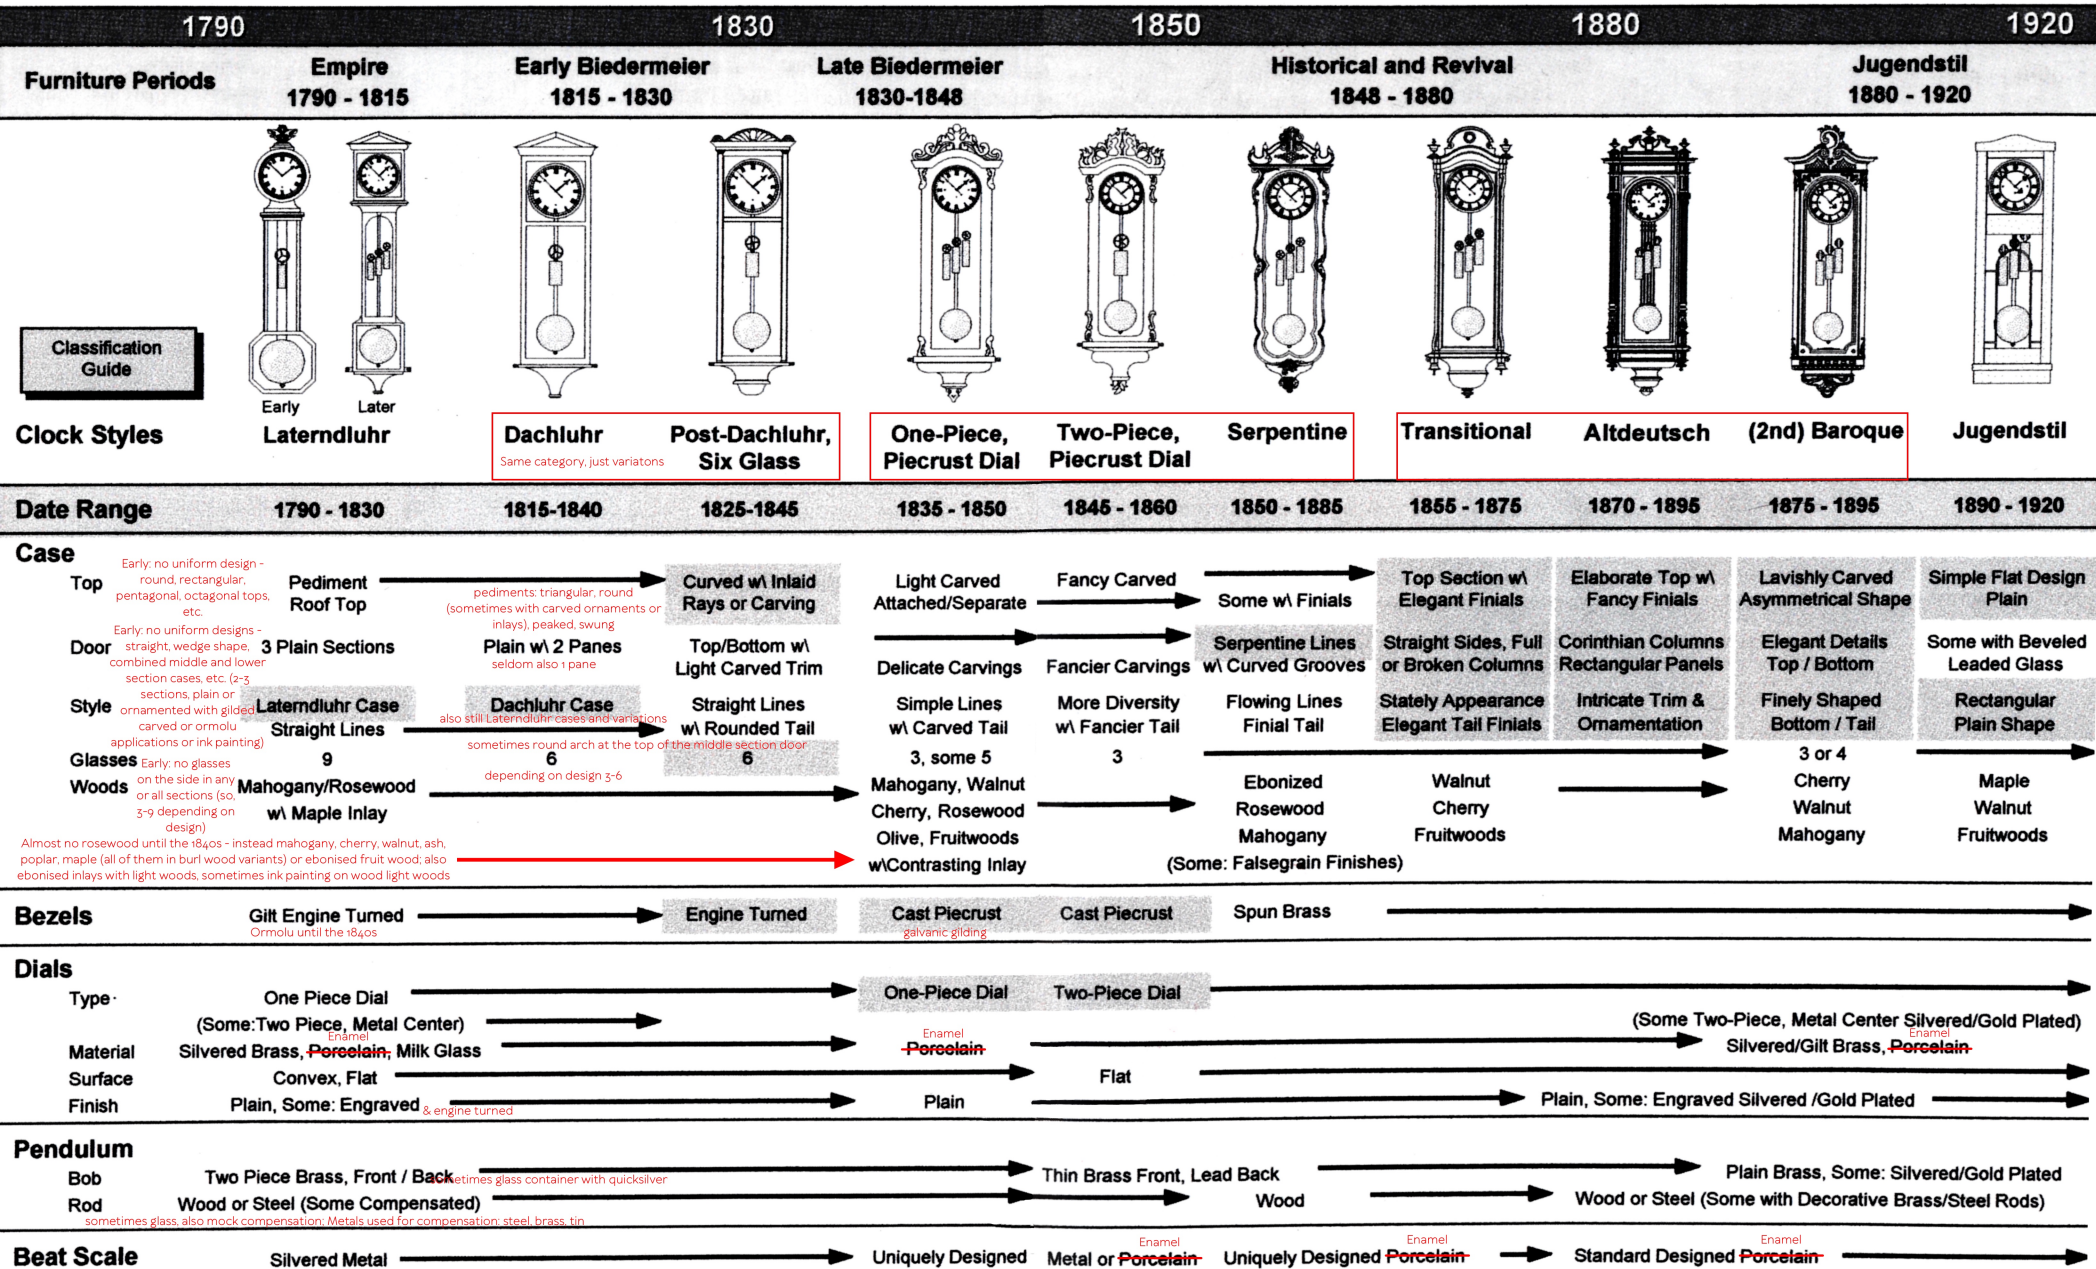 1790 1830 1850 1880 1920
Furniture Periods
Empire
1790 - 1815
Early Biedermeier
1815 - 1830
Late Biedermeier
1830-1848
Historical and Revival
1848 - 1880
Jugendstil
1880 - 1920
Classification
Guide
Early
Later
Clock Styles
Laterndluhr
Dachluhr
Same category, just variatons
Post-Dachluhr,
Six Glass
One-Piece,
Piecrust Dial
Two-Piece,
Piecrust Dial
Serpentine
Transitional
Altdeutsch
(2nd) Baroque
Jugendstil
Date Range 1790 - 1830 1815-1840 1825-1845 1835 - 1850 1845 - 1860 1850 - 1885 1855 - 1875 1870 - 1895 1875 - 1895 1890 - 1920
Case
Top
Early: no uniform design -
round, rectangular,
pentagonal, octagonal tops,
etc.
Pediment
Roof Top
pediments: triangular, round
(sometimes with carved ornaments or
inlays), peaked, swung
Curved w\ Inlaid
Rays or Carving
Light Carved
Attached/Separate
Fancy Carved
Some w\ Finials
Top Section w\
Elegant Finials
Elaborate Top w\
Fancy Finials
Lavishly Carved
Asymmetrical Shape
Simple Flat Design
Plain
Door
Early: no uniform designs -
straight, wedge shape,
combined middle and lower
section cases, etc. (2-3
sections, plain or
ornamented with gilded
carved or ormolu
applications or ink painting)
3 Plain Sections
Plain w\ 2 Panes
seldom also 1 pane
Top/Bottom w\
Light Carved Trim
Delicate Carvings
Fancier Carvings
Serpentine Lines
w\ Curved Grooves
Straight Sides, Full
or Broken Columns
Corinthian Columns
Rectangular Panels
Elegant Details
Top / Bottom
Some with Beveled
Leaded Glass
Style
Laterndluhr Case
Straight Lines
Dachluhr Case
also still Laterndluhr cases and variations
Straight Lines
w\ Rounded Tail
Simple Lines
w\ Carved Tail
More Diversity
w\ Fancier Tail
Flowing Lines
Finial Tail
Stately Appearance
Elegant Tail Finials
Intricate Trim &
Ornamentation
Finely Shaped
Bottom / Tail
Rectangular
Plain Shape
sometimes round arch at the top of the middle section door
Glasses
Early: no glasses
on the side in any
or all sections (so,
3-9 depending on
design)
9
6
depending on design 3-6
6
3, some 5
3
3 or 4
Woods
Mahogany/Rosewood
w\ Maple Inlay
Mahogany, Walnut
Cherry, Rosewood
Olive, Fruitwoods
w\Contrasting Inlay
Ebonized
Rosewood
Mahogany
(Some: Falsegrain Finishes)
Walnut
Cherry
Fruitwoods
Cherry
Walnut
Mahogany
Maple
Walnut
Fruitwoods
Almost no rosewood until the 1840s - instead mahogany, cherry, walnut, ash,
poplar, maple (all of them in burl wood variants) or ebonised fruit wood; also
ebonised inlays with light woods, sometimes ink painting on wood light woods
Bezels
Gilt Engine Turned
Ormolu until the 1840s
Engine Turned
Cast Piecrust
galvanic gilding
Cast Piecrust
Spun Brass
Dials
Type
One Piece Dial
One-Piece Dial
Two-Piece Dial
(Some:Two Piece, Metal Center)
(Some Two-Piece, Metal Center Silvered/Gold Plated)
Enamel
Enamel
Enamel
Material
Silvered Brass, Porcelain, Milk Glass
Porcelain
Silvered/Gilt Brass, Porcelain
Surface
Convex, Flat
Flat
Finish
Plain, Some: Engraved
& engine turned
Plain
Plain, Some: Engraved Silvered /Gold Plated
Pendulum
Bob
Two Piece Brass, Front / Back
sometimes glass container with quicksilver
Thin Brass Front, Lead Back
Plain Brass, Some: Silvered/Gold Plated
Rod
Wood or Steel (Some Compensated)
Wood
Wood or Steel (Some with Decorative Brass/Steel Rods)
sometimes glass, also mock compensation; Metals used for compensation: steel, brass, tin
Enamel
Enamel
Enamel
Beat Scale
Silvered Metal
Uniquely Designed
Metal or Porcelain
Uniquely Designed Porcelain
Standard Designed Porcelain